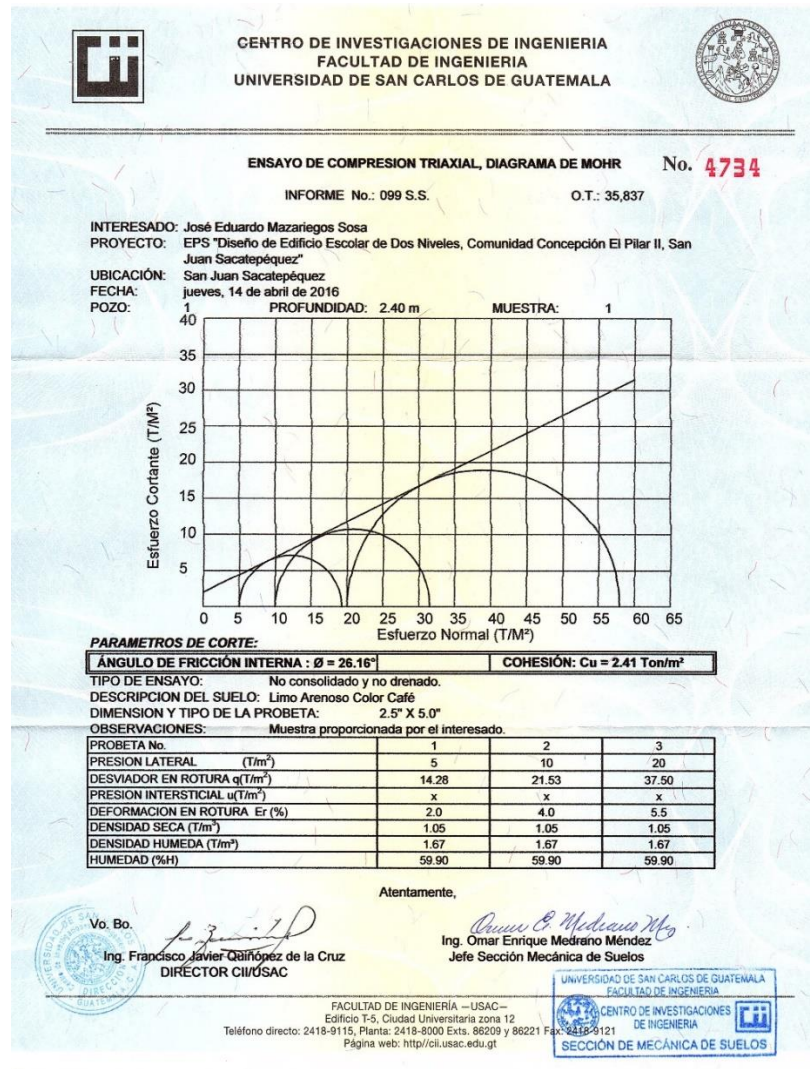 CENTRO DE INVESTIGACIONES DE INGENIERIA
FACULTAD DE INGENIERIA
UNIVERSIDAD DE SAN CARLOS DE GUATEMALA
ENSAYO DE COMPRESION TRIAXIAL, DIAGRAMA DE MOHR No. 4734
INFORME No.: 099 S.S. O.T.: 35,837
INTERESADO: José Eduardo Mazariegos Sosa
PROYECTO: EPS "Diseño de Edificio Escolar de Dos Niveles, Comunidad Concepción El Pilar II, San
Juan Sacatepéquez"
UBICACIÓN: San Juan Sacatepéquez
FECHA: jueves, 14 de abril de 2016
POZO: 1 PROFUNDIDAD: 2.40 m MUESTRA: 1
40
35
30
25
20
15
10
5
Esfuerzo Cortante (T/M²)
0 5 10 15 20 25 30 35 40 45 50 55 60 65
Esfuerzo Normal (T/M²)
PARAMETROS DE CORTE:
ÁNGULO DE FRICCIÓN INTERNA : Ø = 26.16° COHESIÓN: Cu = 2.41 Ton/m²
TIPO DE ENSAYO: No consolidado y no drenado.
DESCRIPCION DEL SUELO: Limo Arenoso Color Café
DIMENSION Y TIPO DE LA PROBETA: 2.5" X 5.0"
OBSERVACIONES: Muestra proporcionada por el interesado.
PROBETA No. 1 2 3
PRESION LATERAL (T/m²) 5 10 20
DESVIADOR EN ROTURA q(T/m²) 14.28 21.53 37.50
PRESION INTERSTICIAL u(T/m²) x x x
DEFORMACION EN ROTURA Er (%) 2.0 4.0 5.5
DENSIDAD SECA (T/m³) 1.05 1.05 1.05
DENSIDAD HUMEDA (T/m³) 1.67 1.67 1.67
HUMEDAD (%H) 59.90 59.90 59.90
Atentamente,
Vo. Bo.
Ing. Francisco Javier Quiñónez de la Cruz
DIRECTOR CII/USAC
Omar E. Medrano Mz
Ing. Omar Enrique Medrano Méndez
Jefe Sección Mecánica de Suelos
FACULTAD DE INGENIERÍA —USAC—
Edificio T-5, Ciudad Universitaria zona 12
Teléfono directo: 2418-9115, Planta: 2418-8000 Exts. 86209 y 86221 Fax: 2418-9121
Página web: http//cii.usac.edu.gt
UNIVERSIDAD DE SAN CARLOS DE GUATEMALA
FACULTAD DE INGENIERIA
CENTRO DE INVESTIGACIONES
DE INGENIERIA
SECCIÓN DE MECÁNICA DE SUELOS